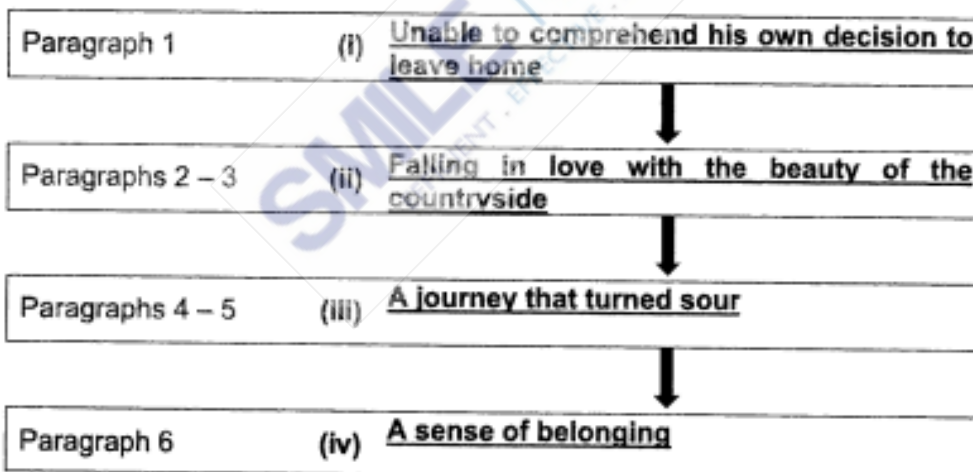 Paragraph 1 (i) Unable to comprehend his own decision to
leave home
Paragraphs 2 – 3 (ii) Falling in love with the beauty of the
countryside
Paragraphs 4 – 5 (iii) A journey that turned sour
Paragraph 6 (iv) A sense of belonging
SMILE